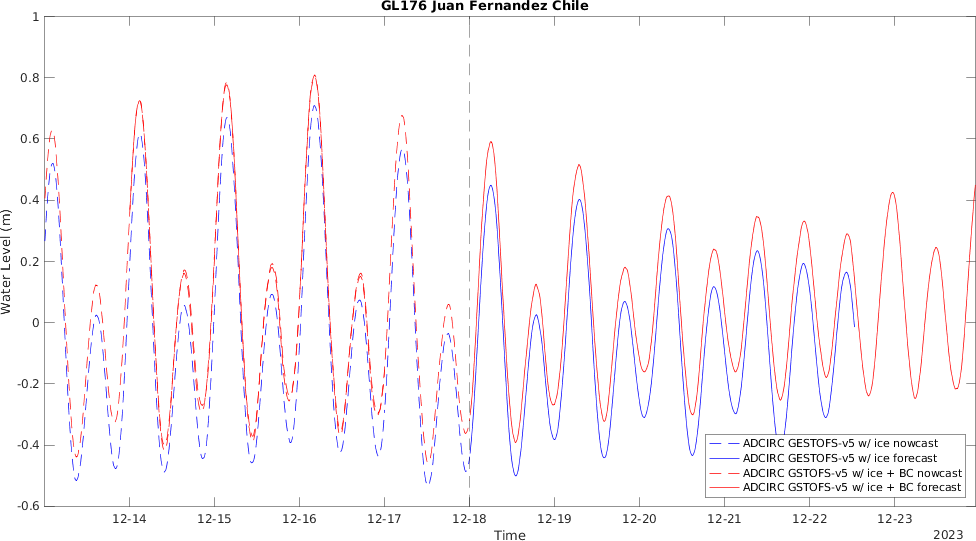 GL176 Juan Fernandez Chile
1
0.8
0.6
0.4
0.2
0
-0.2
-0.4
-0.6
Water Level (m)
12-14 12-15 12-16 12-17 12-18 12-19 12-20 12-21 12-22 12-23
Time
2023
ADCIRC GESTOFS-v5 w/ ice nowcast
ADCIRC GESTOFS-v5 w/ ice forecast
ADCIRC GSTOFS-v5 w/ ice + BC nowcast
ADCIRC GSTOFS-v5 w/ ice + BC forecast